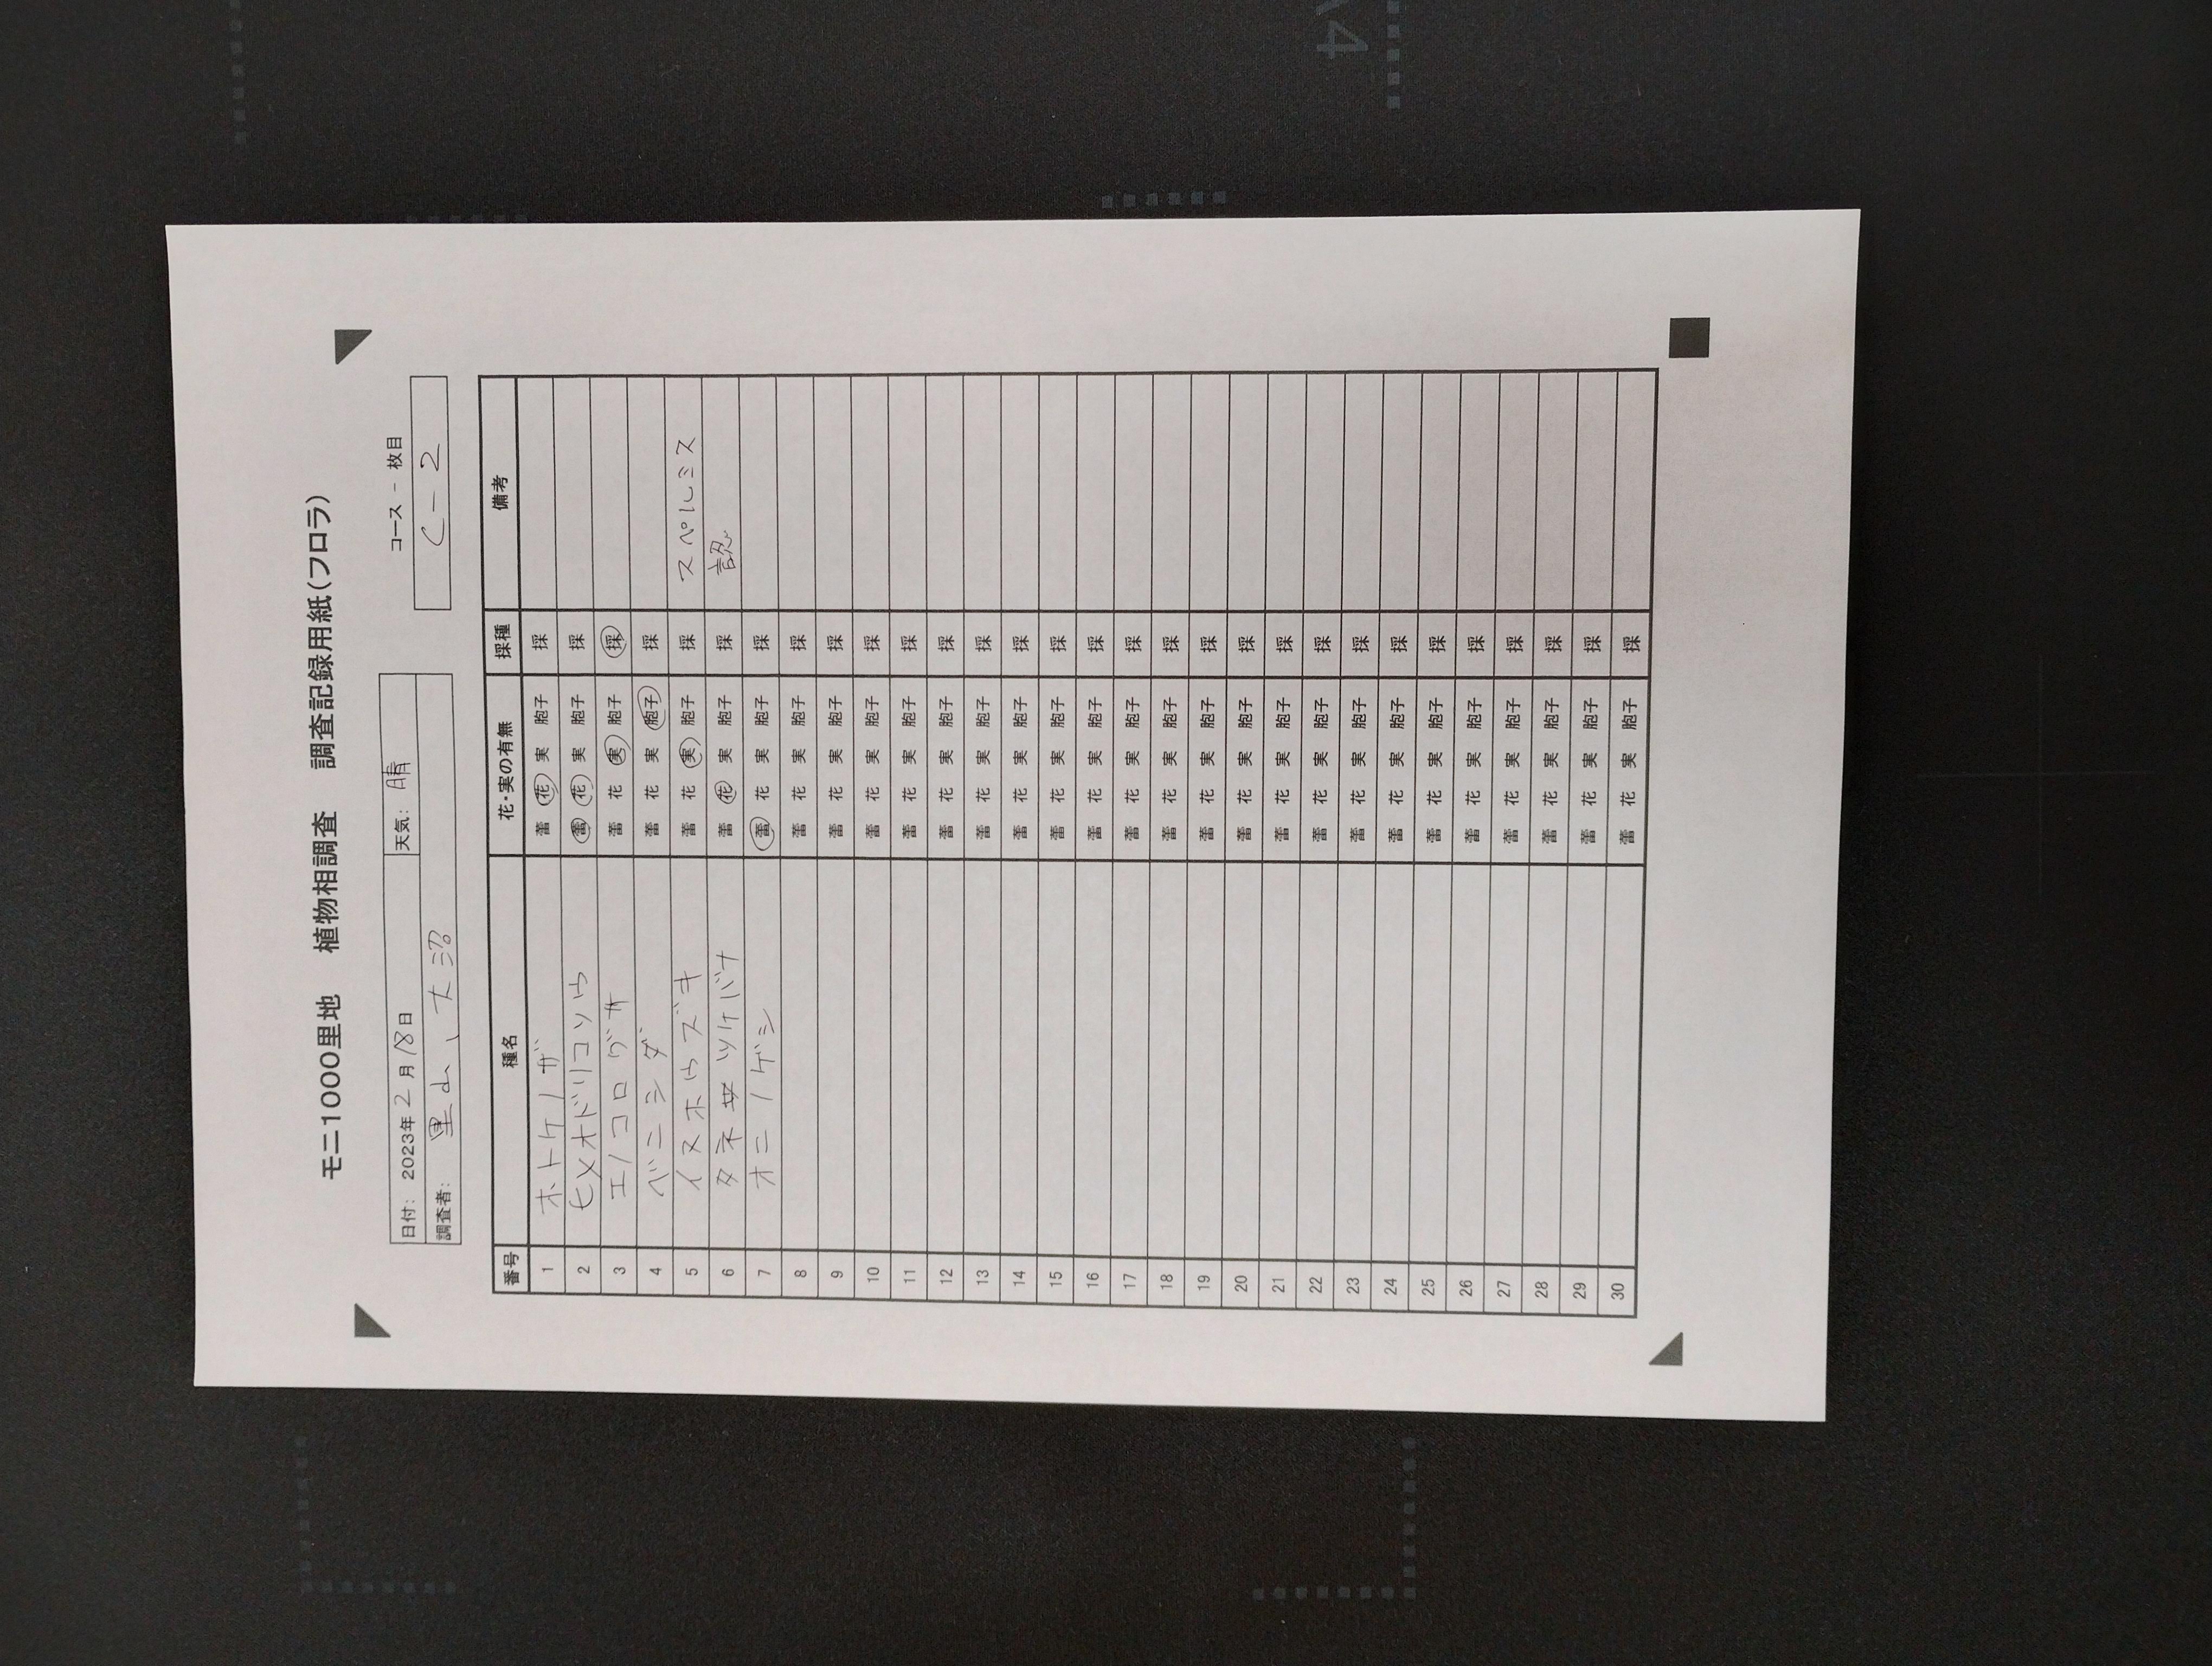 モニ1000里地 植物相調査 調査記録用紙(フロラ)
日付: 2023年 2月 18日 天気: 晴
調査者: 里山、大沼
コース - 枚目
C-2
番号 種名 花・実の有無 採種 備考
1 ホトケノザ 蕾 花 実 胞子 採
2 ヒメオドリコソウ 蕾 花 実 胞子 採
3 エノコログサ 蕾 花 実 胞子 採
4 ベニシダ 蕾 花 実 胞子 採
5 イヌホウズキ 蕾 花 実 胞子 採 スペルミス
6 タネツケバナ 蕾 花 実 胞子 採 認
7 オニノゲシ 蕾 花 実 胞子 採
8 蕾 花 実 胞子 採
9 蕾 花 実 胞子 採
10 蕾 花 実 胞子 採
11 蕾 花 実 胞子 採
12 蕾 花 実 胞子 採
13 蕾 花 実 胞子 採
14 蕾 花 実 胞子 採
15 蕾 花 実 胞子 採
16 蕾 花 実 胞子 採
17 蕾 花 実 胞子 採
18 蕾 花 実 胞子 採
19 蕾 花 実 胞子 採
20 蕾 花 実 胞子 採
21 蕾 花 実 胞子 採
22 蕾 花 実 胞子 採
23 蕾 花 実 胞子 採
24 蕾 花 実 胞子 採
25 蕾 花 実 胞子 採
26 蕾 花 実 胞子 採
27 蕾 花 実 胞子 採
28 蕾 花 実 胞子 採
29 蕾 花 実 胞子 採
30 蕾 花 実 胞子 採
A4